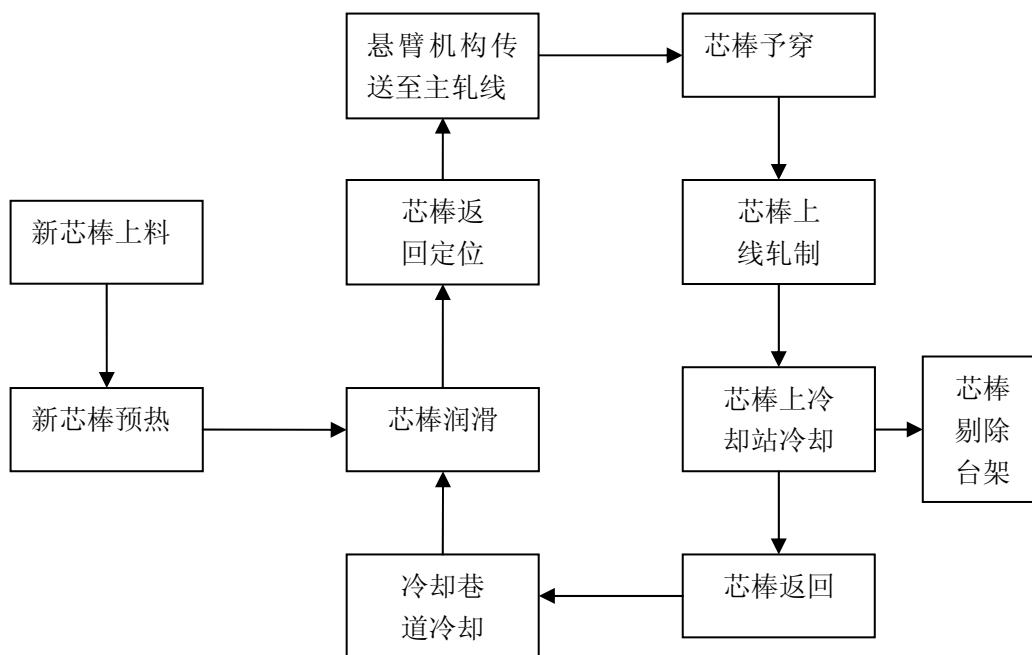 悬臂机构传
送至主轧线
芯棒予穿
新芯棒上料
芯棒返
回定位
芯棒上
线轧制
新芯棒预热
芯棒润滑
芯棒上冷
却站冷却
芯棒
剔除
台架
冷却巷
道冷却
芯棒返回